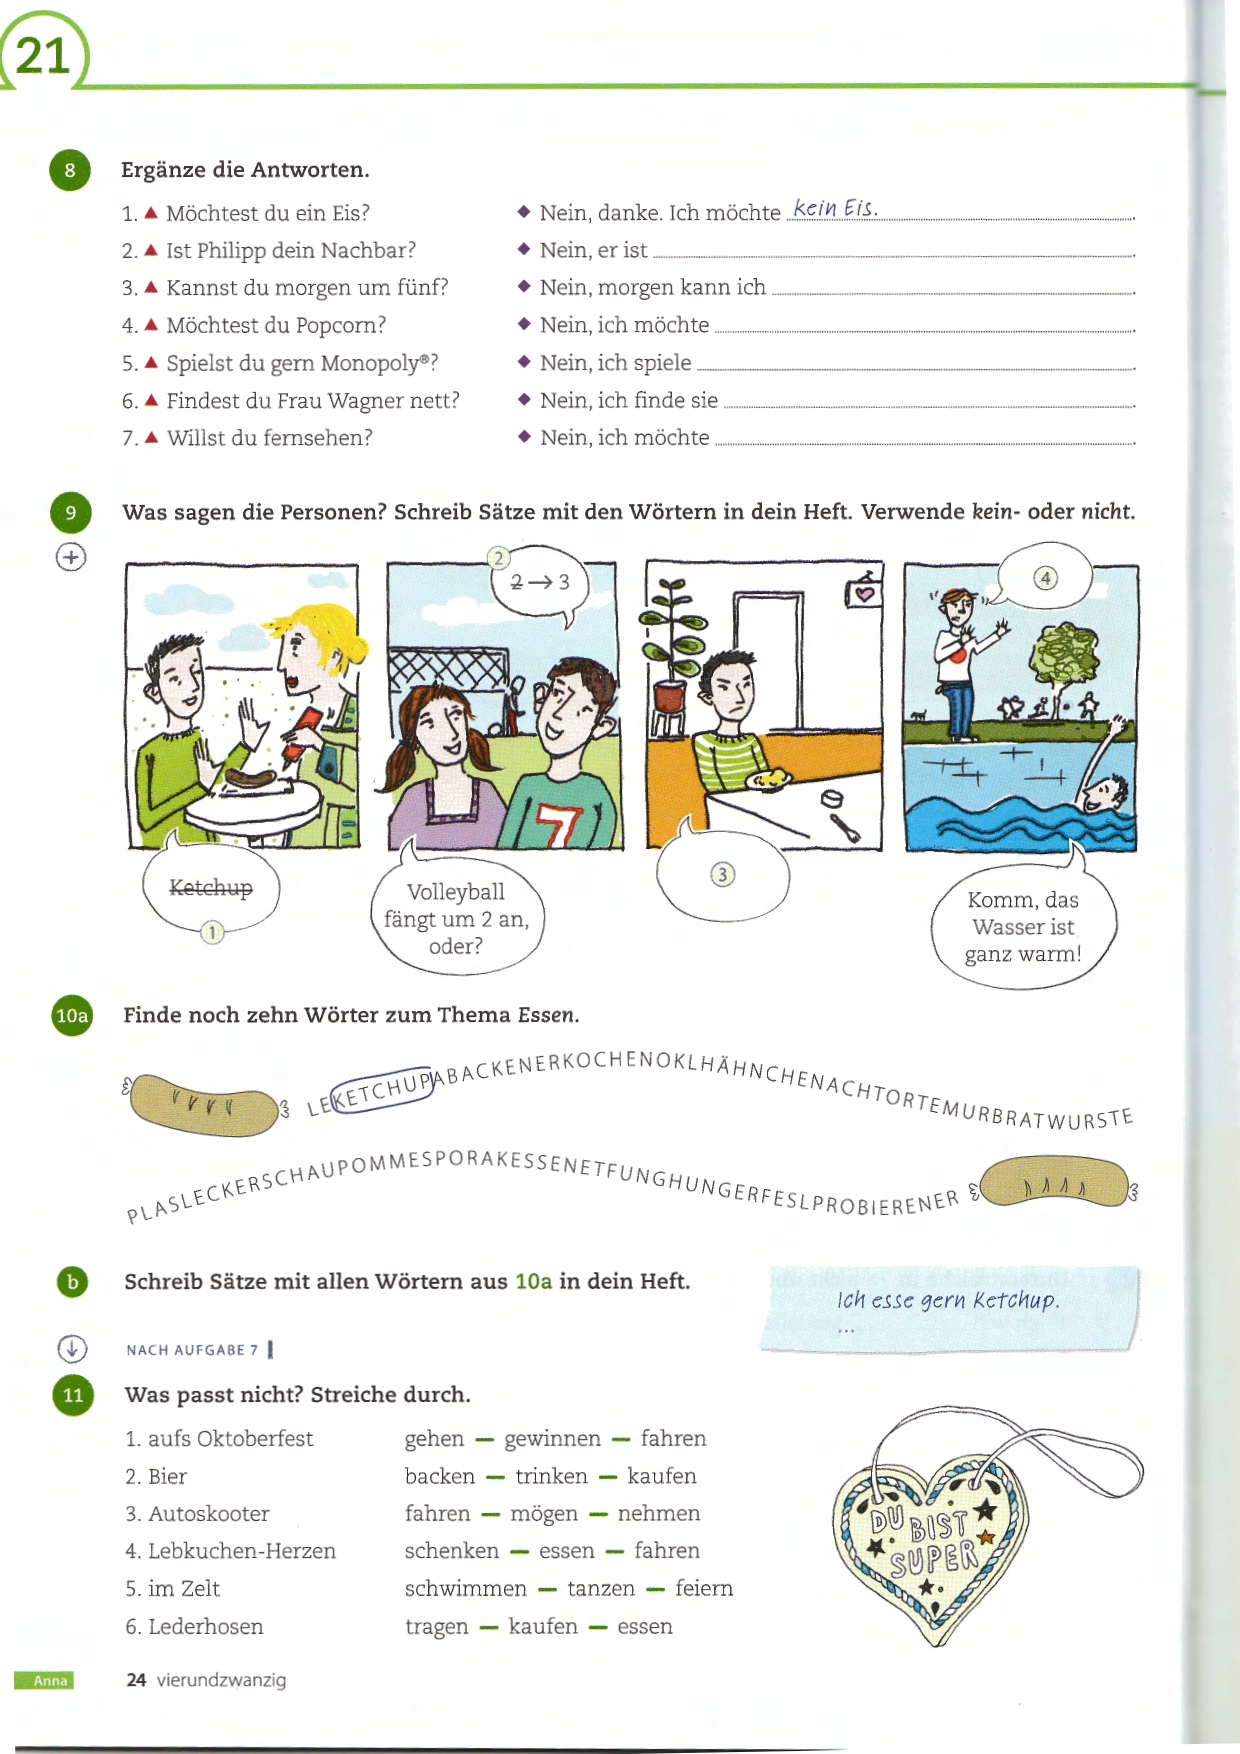 21
8 Ergänze die Antworten.
1. ▲ Möchtest du ein Eis? ◆ Nein, danke. Ich möchte kein Eis.
2. ▲ Ist Philipp dein Nachbar? ◆ Nein, er ist
3. ▲ Kannst du morgen um fünf? ◆ Nein, morgen kann ich
4. ▲ Möchtest du Popcorn? ◆ Nein, ich möchte
5. ▲ Spielst du gern Monopoly®? ◆ Nein, ich spiele
6. ▲ Findest du Frau Wagner nett? ◆ Nein, ich finde sie
7. ▲ Willst du fernsehen? ◆ Nein, ich möchte
9 Was sagen die Personen? Schreib Sätze mit den Wörtern in dein Heft. Verwende kein- oder nicht.
2
2 → 3
4
7
Ketchup
1
Volleyball
fängt um 2 an,
oder?
3
Komm, das
Wasser ist
ganz warm!
10a Finde noch zehn Wörter zum Thema Essen.
LEKETCHUPABACKENERKOCHENOKLHÄHNCHENACHTORTEMURBRATWURSTE
PLASLECKERSCHAUPOMMESPORAKESSENETFUNGHUNGERFESLPROBIERENER
b Schreib Sätze mit allen Wörtern aus 10a in dein Heft.
Ich esse gern Ketchup.
...
NACH AUFGABE 7
11 Was passt nicht? Streiche durch.
1. aufs Oktoberfest gehen – gewinnen – fahren
2. Bier backen – trinken – kaufen
3. Autoskooter fahren – mögen – nehmen
4. Lebkuchen-Herzen schenken – essen – fahren
5. im Zelt schwimmen – tanzen – feiern
6. Lederhosen tragen – kaufen – essen
DU
BIST
SUPER
Anna 24 vierundzwanzig